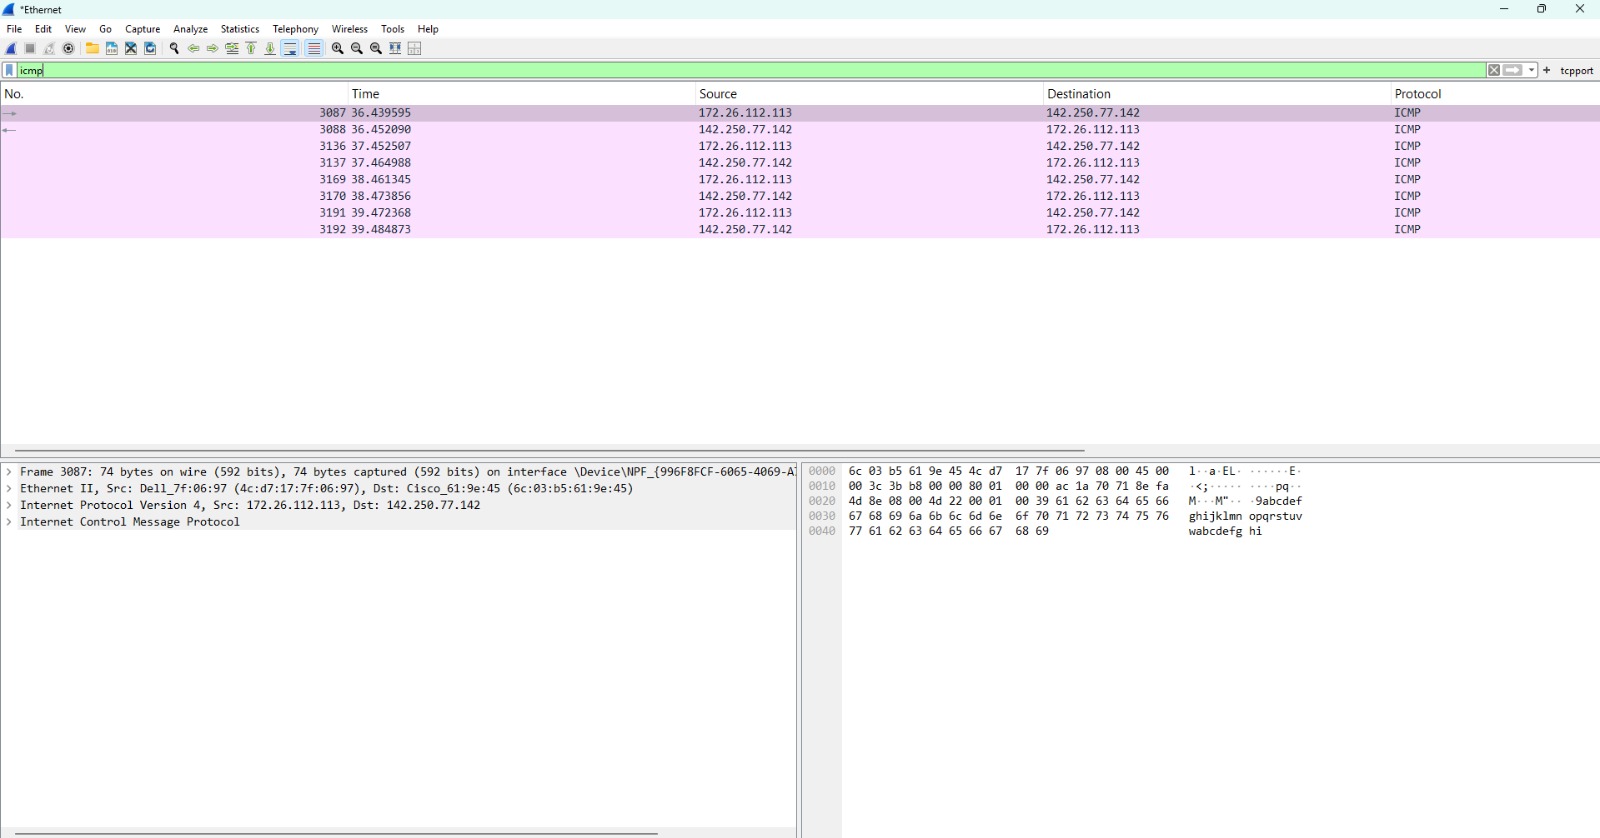 *Ethernet
File Edit View Go Capture Analyze Statistics Telephony Wireless Tools Help
icmp
+ tcpport
No. Time Source Destination Protocol
3087 36.439595 172.26.112.113 142.250.77.142 ICMP
3088 36.452090 142.250.77.142 172.26.112.113 ICMP
3136 37.452507 172.26.112.113 142.250.77.142 ICMP
3137 37.464988 142.250.77.142 172.26.112.113 ICMP
3169 38.461345 172.26.112.113 142.250.77.142 ICMP
3170 38.473856 142.250.77.142 172.26.112.113 ICMP
3191 39.472368 172.26.112.113 142.250.77.142 ICMP
3192 39.484873 142.250.77.142 172.26.112.113 ICMP
Frame 3087: 74 bytes on wire (592 bits), 74 bytes captured (592 bits) on interface \Device\NPF_{996F8FCF-6065-4069-A
Ethernet II, Src: Dell_7f:06:97 (4c:d7:17:7f:06:97), Dst: Cisco_61:9e:45 (6c:03:b5:61:9e:45)
Internet Protocol Version 4, Src: 172.26.112.113, Dst: 142.250.77.142
Internet Control Message Protocol
0000 6c 03 b5 61 9e 45 4c d7 17 7f 06 97 08 00 45 00 l··a·EL· ······E·
0010 00 3c 3b b8 00 00 80 01 00 00 ac 1a 70 71 8e fa ·<;····· ····pq··
0020 4d 8e 08 00 4d 22 00 01 00 39 61 62 63 64 65 66 M···M"·· ·9abcdef
0030 67 68 69 6a 6b 6c 6d 6e 6f 70 71 72 73 74 75 76 ghijklmn opqrstuv
0040 77 61 62 63 64 65 66 67 68 69 wabcdefg hi